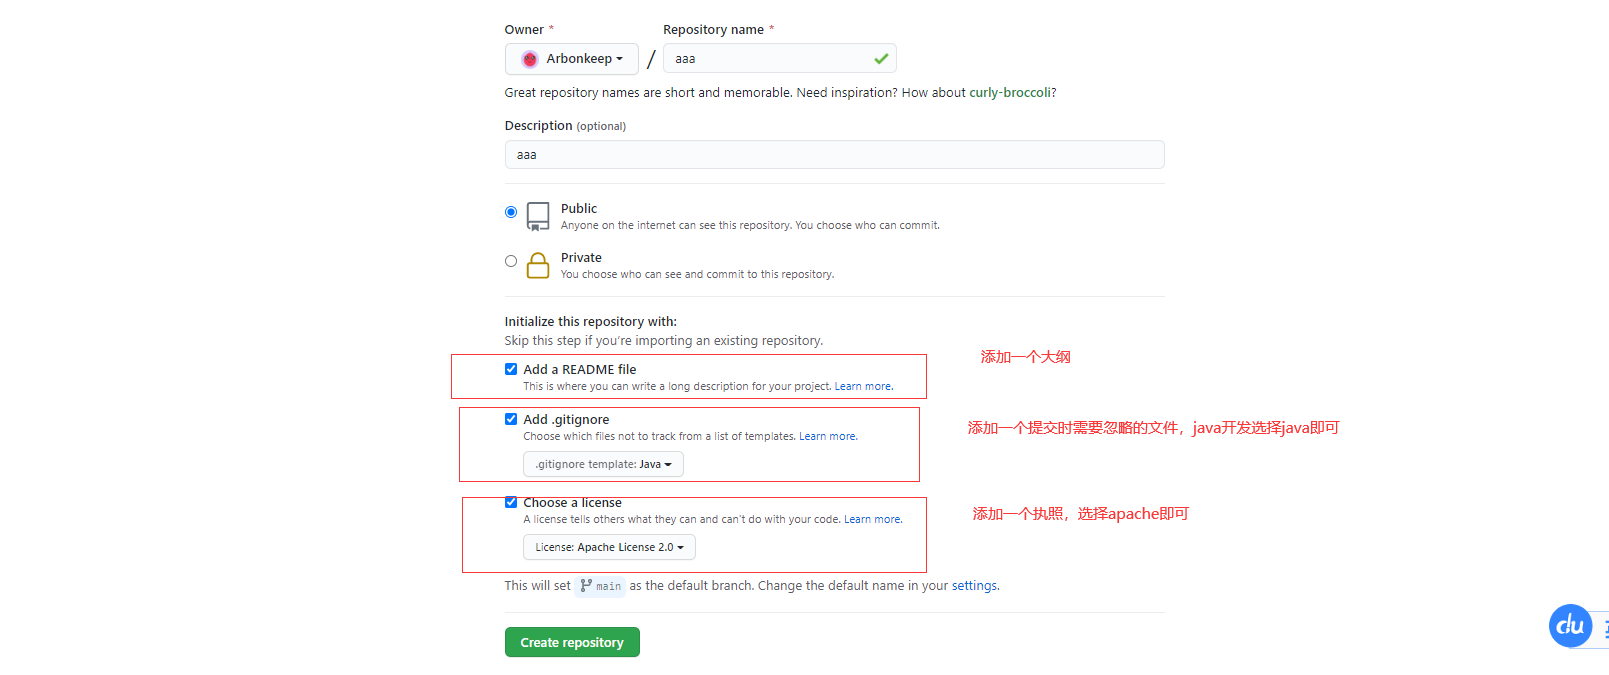 Owner *
Repository name *
Arbonkeep
/
aaa
Great repository names are short and memorable. Need inspiration? How about curly-broccoli?
Description (optional)
aaa
Public
Anyone on the internet can see this repository. You choose who can commit.
Private
You choose who can see and commit to this repository.
Initialize this repository with:
Skip this step if you're importing an existing repository.
添加一个大纲
Add a README file
This is where you can write a long description for your project. Learn more.
Add .gitignore
添加一个提交时需要忽略的文件，java开发选择java即可
Choose which files not to track from a list of templates. Learn more.
.gitignore template: Java
Choose a license
添加一个执照，选择apache即可
A license tells others what they can and can't do with your code. Learn more.
License: Apache License 2.0
This will set main as the default branch. Change the default name in your settings.
du
Create repository